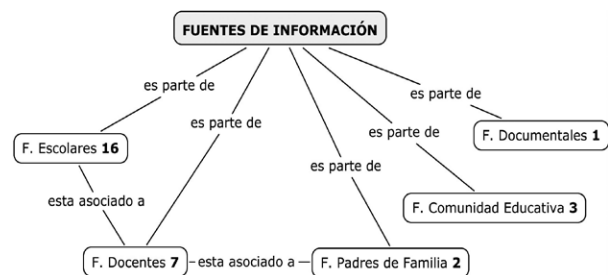 FUENTES DE INFORMACIÓN
es parte de
es parte de
es parte de
es parte de
es parte de
F. Documentales 1
F. Escolares 16
esta asociado a
F. Comunidad Educativa 3
F. Docentes 7
esta asociado a
F. Padres de Familia 2